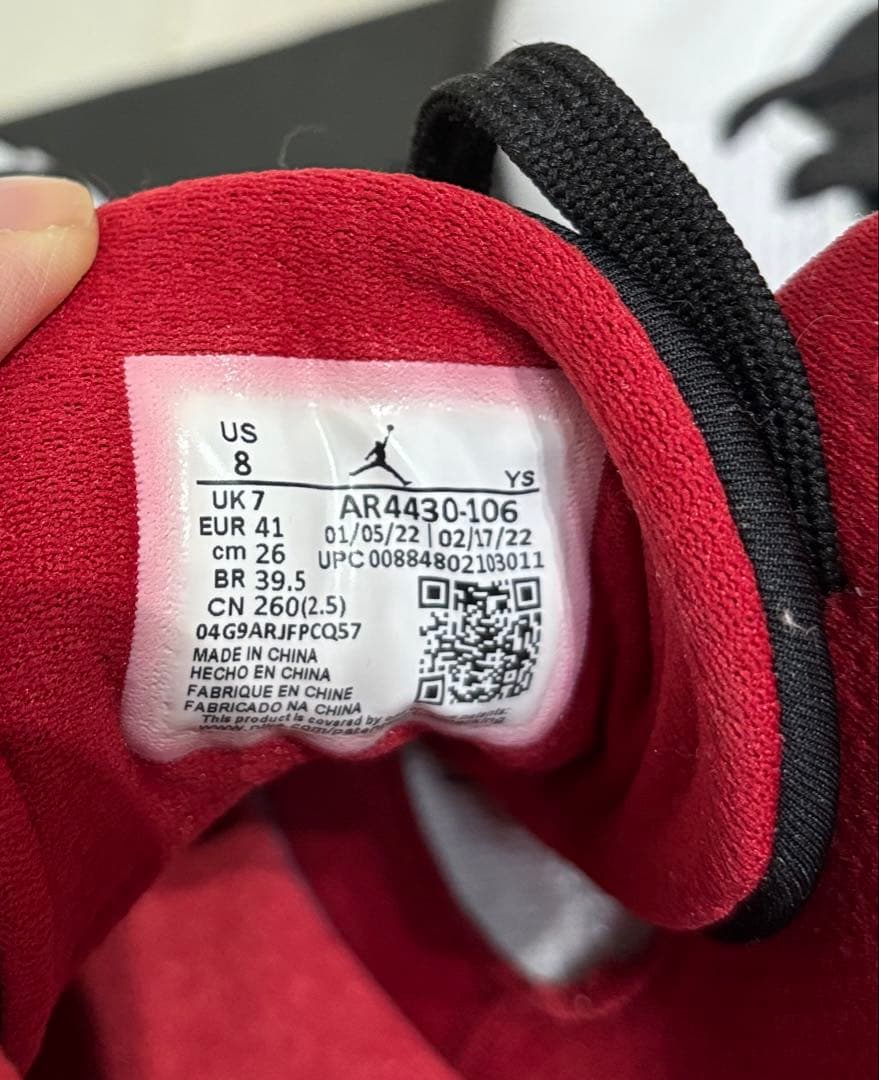 US
8
YS
UK 7
AR4430-106
EUR 41
01/05/22 | 02/17/22
cm 26
UPC 00884802103011
BR 39.5
CN 260(2.5)
04G9ARJFPCQ57
MADE IN CHINA
HECHO EN CHINA
FABRIQUE EN CHINE
FABRICADO NA CHINA
This product is covered by